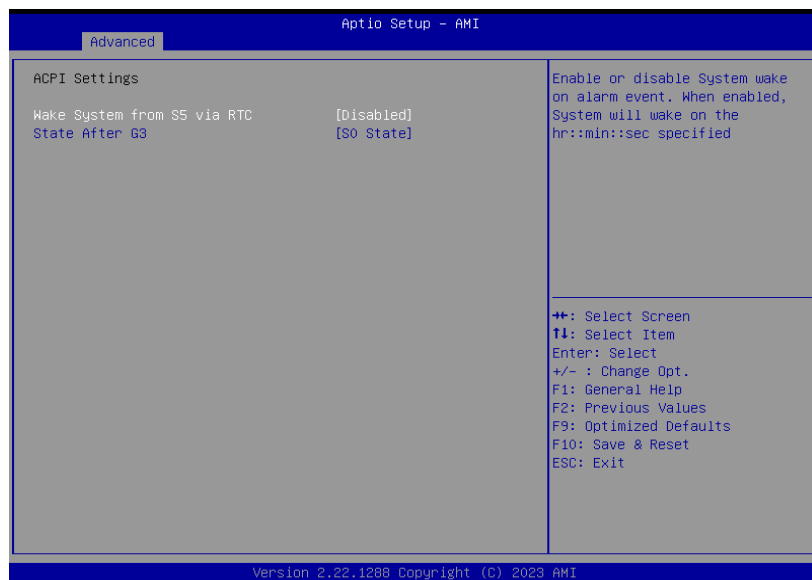 Aptio Setup – AMI
Advanced
ACPI Settings
Wake System from S5 via RTC [Disabled]
State After G3 [S0 State]
Enable or disable System wake
on alarm event. When enabled,
System will wake on the
hr::min::sec specified
→←: Select Screen
↑↓: Select Item
Enter: Select
+/- : Change Opt.
F1: General Help
F2: Previous Values
F9: Optimized Defaults
F10: Save & Reset
ESC: Exit
Version 2.22.1288 Copyright (C) 2023 AMI